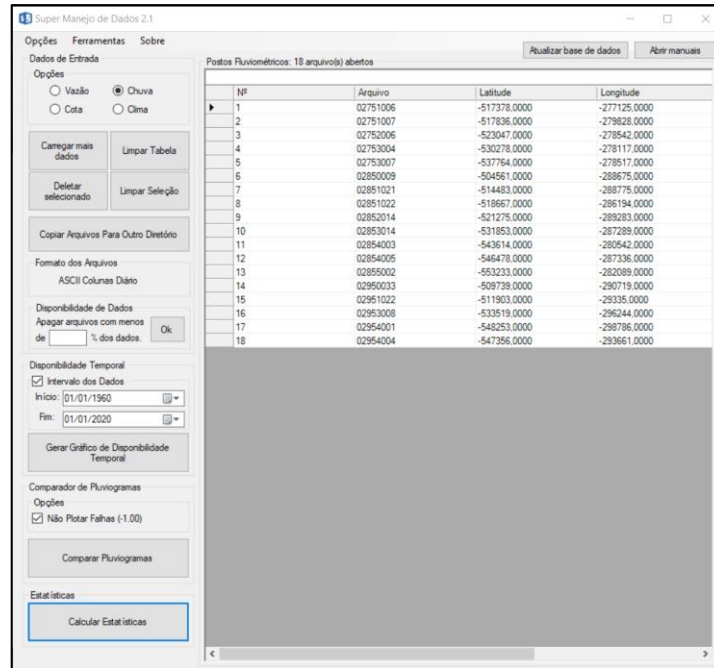 Super Manejo de Dados 2.1
Opções Ferramentas Sobre
Atualizar base de dados Abrir manuais
Dados de Entrada
Opções
Vazão Chuva
Cota Clima
Carregar mais dados
Limpar Tabela
Deletar selecionado
Limpar Seleção
Copiar Arquivos Para Outro Diretório
Formato dos Arquivos
ASCII Colunas Diário
Disponibilidade de Dados
Apagar arquivos com menos
de % dos dados.
Ok
Disponibilidade Temporal
Intervalo dos Dados
Início: 01/01/1960
Fim: 01/01/2020
Gerar Gráfico de Disponibilidade
Temporal
Comparador de Pluviogramas
Opções
Não Plotar Falhas (-1.00)
Comparar Pluviogramas
Estatísticas
Calcular Estatísticas
Postos Fluviométricos: 18 arquivo(s) abertos
Nº Arquivo Latitude Longitude
1 02751006 -517378,0000 -277125,0000
2 02751007 -517836,0000 -279828,0000
3 02752006 -523047,0000 -278542,0000
4 02753004 -530278,0000 -278117,0000
5 02753007 -537764,0000 -278517,0000
6 02850009 -504561,0000 -288675,0000
7 02851021 -514483,0000 -288775,0000
8 02851022 -518667,0000 -286194,0000
9 02852014 -521275,0000 -289283,0000
10 02853014 -531853,0000 -287289,0000
11 02854003 -543614,0000 -280542,0000
12 02854005 -546478,0000 -287336,0000
13 02855002 -553233,0000 -282089,0000
14 02950033 -509739,0000 -290719,0000
15 02951022 -511903,0000 -29335,0000
16 02953008 -533519,0000 -296244,0000
17 02954001 -548253,0000 -298786,0000
18 02954004 -547356,0000 -293661,0000